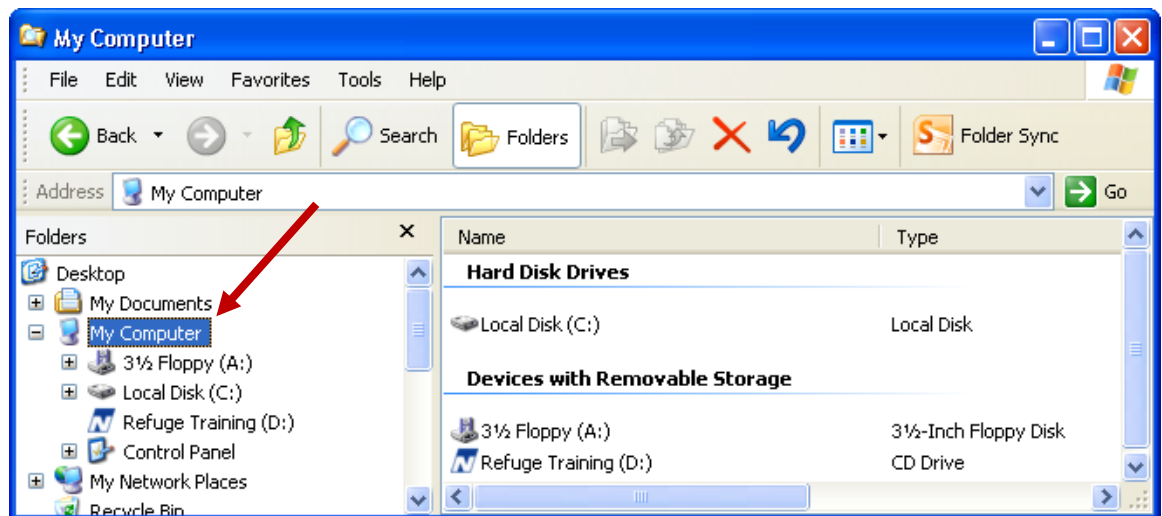 My Computer
File Edit View Favorites Tools Help
Back Search Folders Folder Sync
Address My Computer Go
Folders
Desktop
My Documents
My Computer
3½ Floppy (A:)
Local Disk (C:)
Refuge Training (D:)
Control Panel
My Network Places
Recycle Bin
Name Type
Hard Disk Drives
Local Disk (C:) Local Disk
Devices with Removable Storage
3½ Floppy (A:) 3½-Inch Floppy Disk
Refuge Training (D:) CD Drive